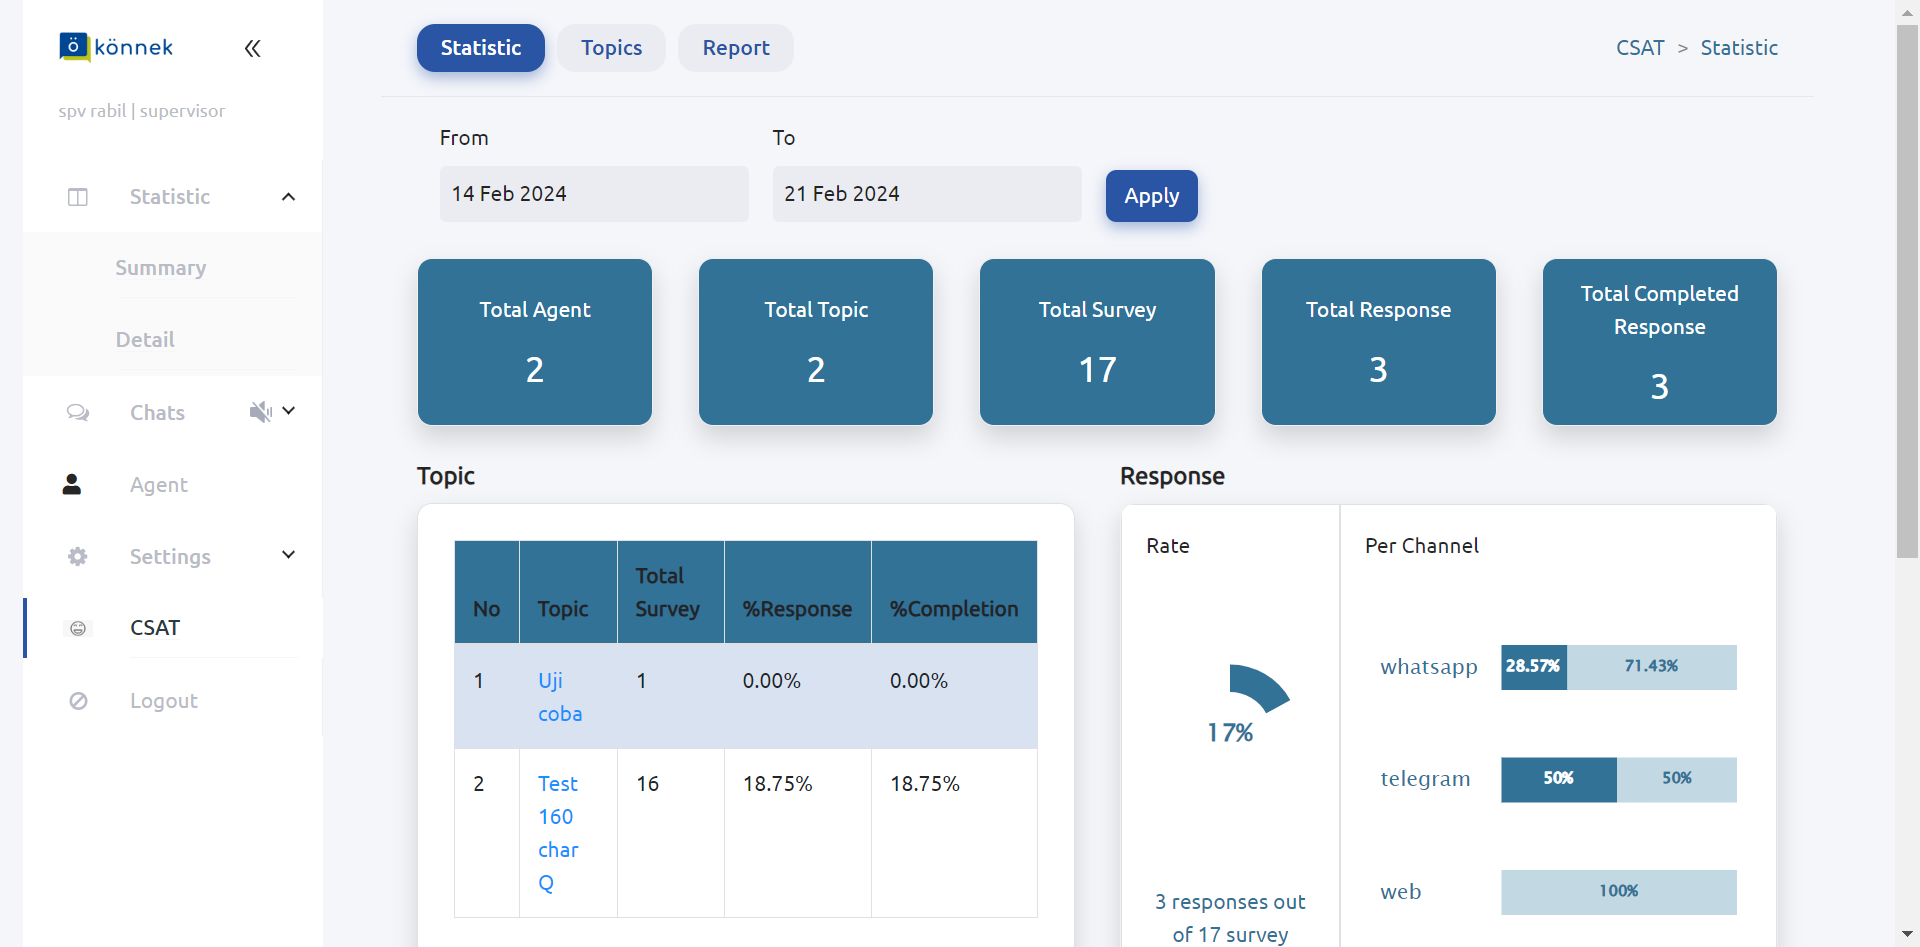 ö könnek
spv rabil | supervisor
Statistic
Summary
Detail
Chats
Agent
Settings
CSAT
Logout
Statistic
Topics
Report
CSAT > Statistic
From
To
14 Feb 2024
21 Feb 2024
Apply
Total Agent
2
Total Topic
2
Total Survey
17
Total Response
3
Total Completed
Response
3
Topic
No
Topic
Total
Survey
%Response
%Completion
1
Uji
coba
1
0.00%
0.00%
2
Test
160
char
Q
16
18.75%
18.75%
Response
Rate
17%
3 responses out
of 17 survey
Per Channel
whatsapp
28.57%
71.43%
telegram
50%
50%
web
100%